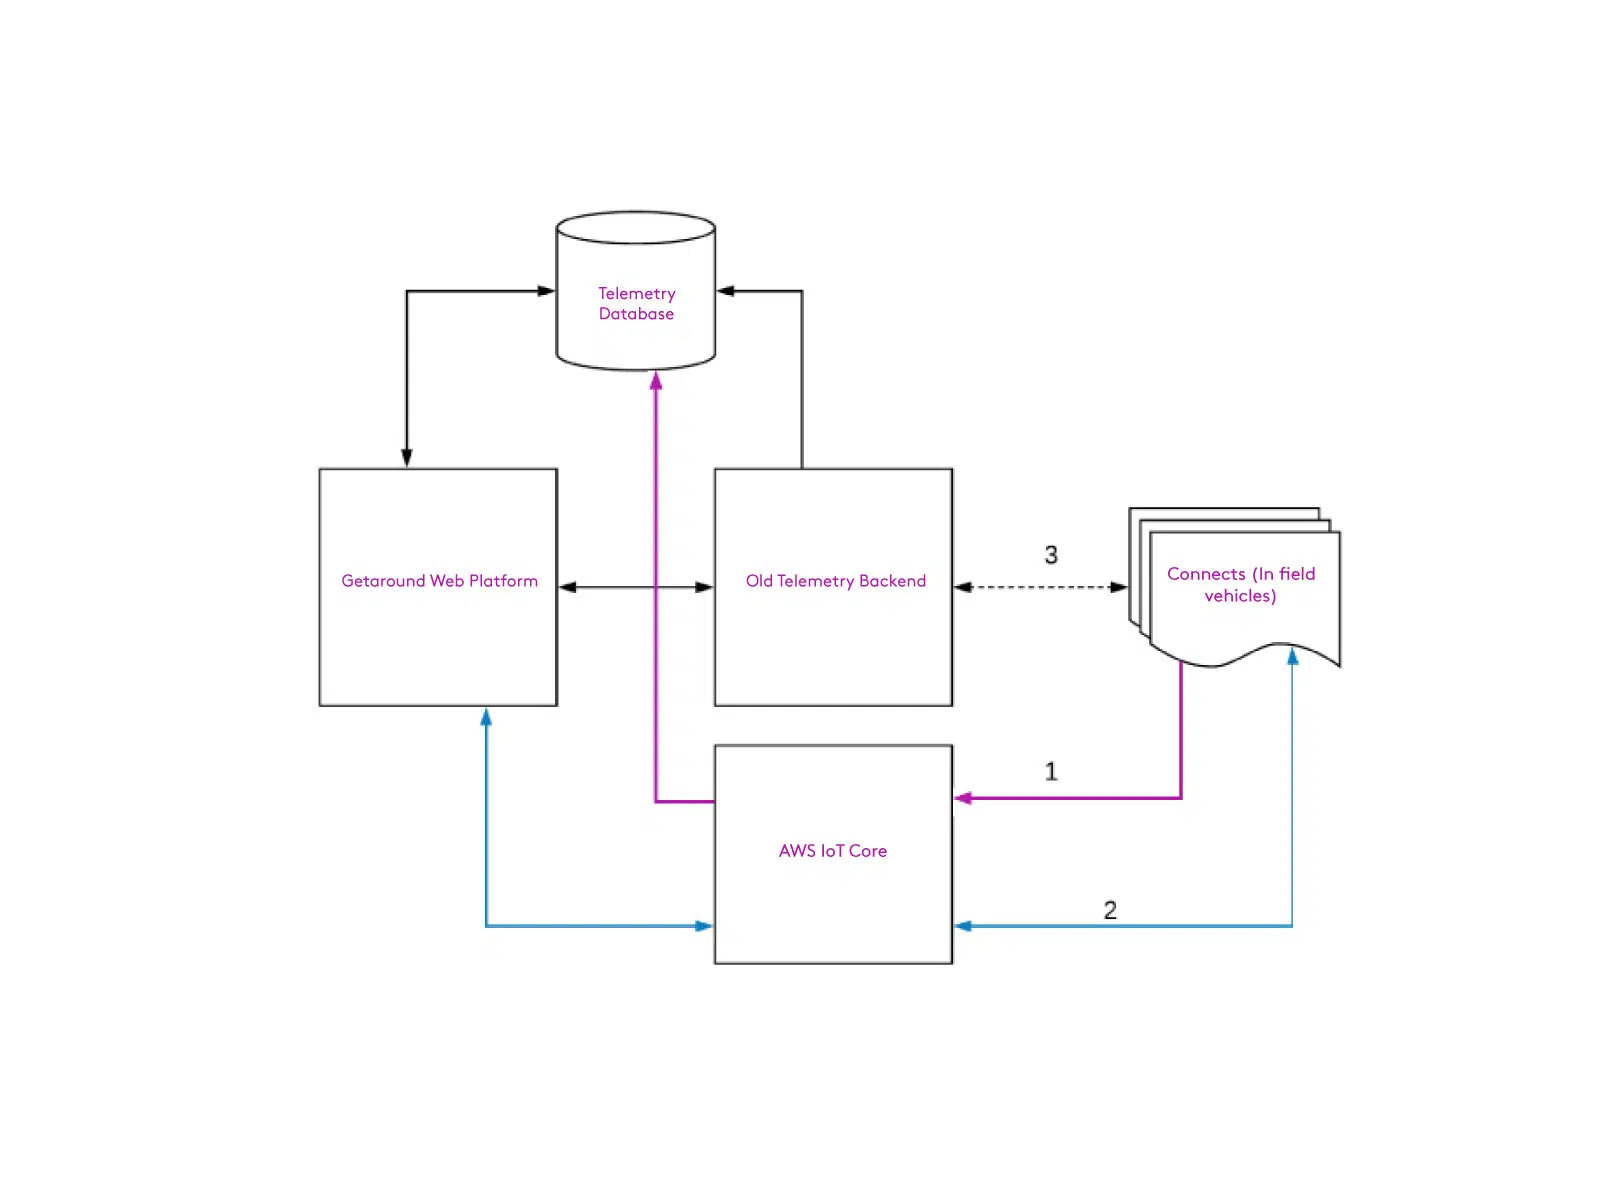 Telemetry
Database
Getaround Web Platform
Old Telemetry Backend
3
Connects (In field
vehicles)
1
AWS IoT Core
2